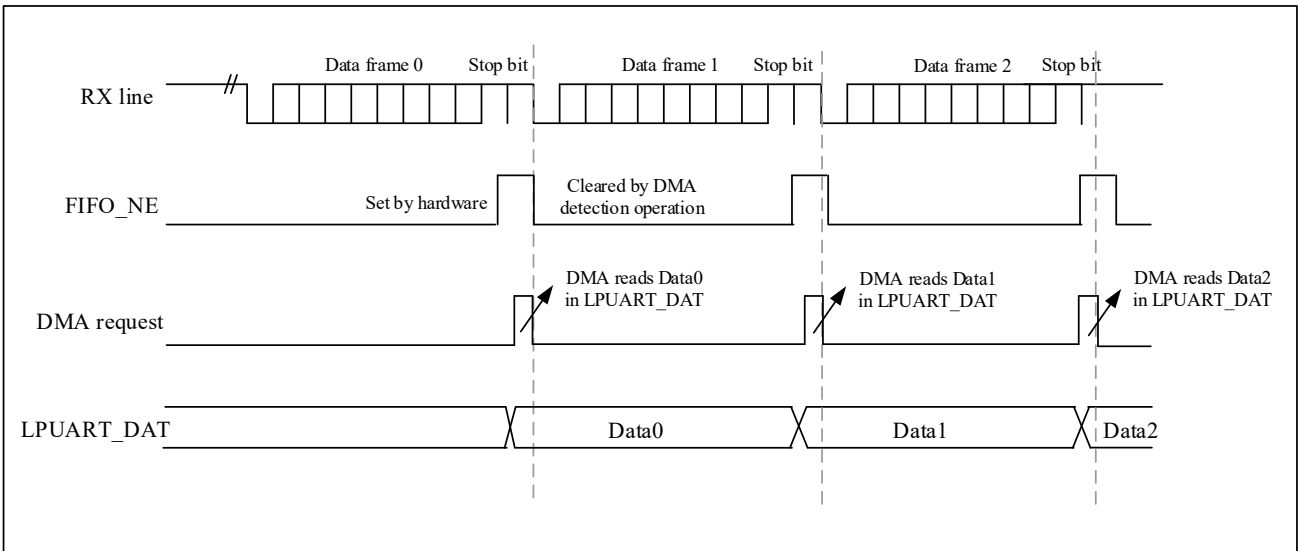 Data frame 0 Stop bit Data frame 1 Stop bit Data frame 2 Stop bit
RX line
FIFO_NE
Set by hardware
Cleared by DMA
detection operation
DMA request
DMA reads Data0
in LPUART_DAT
DMA reads Data1
in LPUART_DAT
DMA reads Data2
in LPUART_DAT
LPUART_DAT
Data0 Data1 Data2